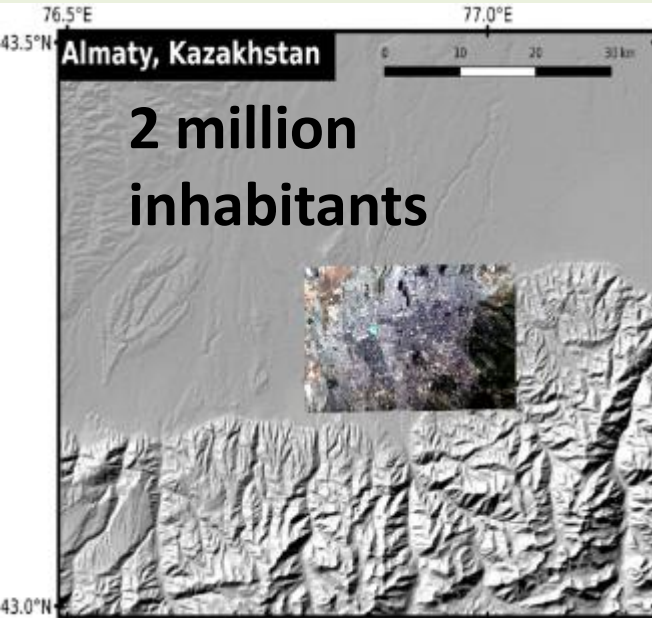 76.5°E 77.0°E
43.5°N
Almaty, Kazakhstan
0 10 20 30 km
2 million
inhabitants
43.0°N